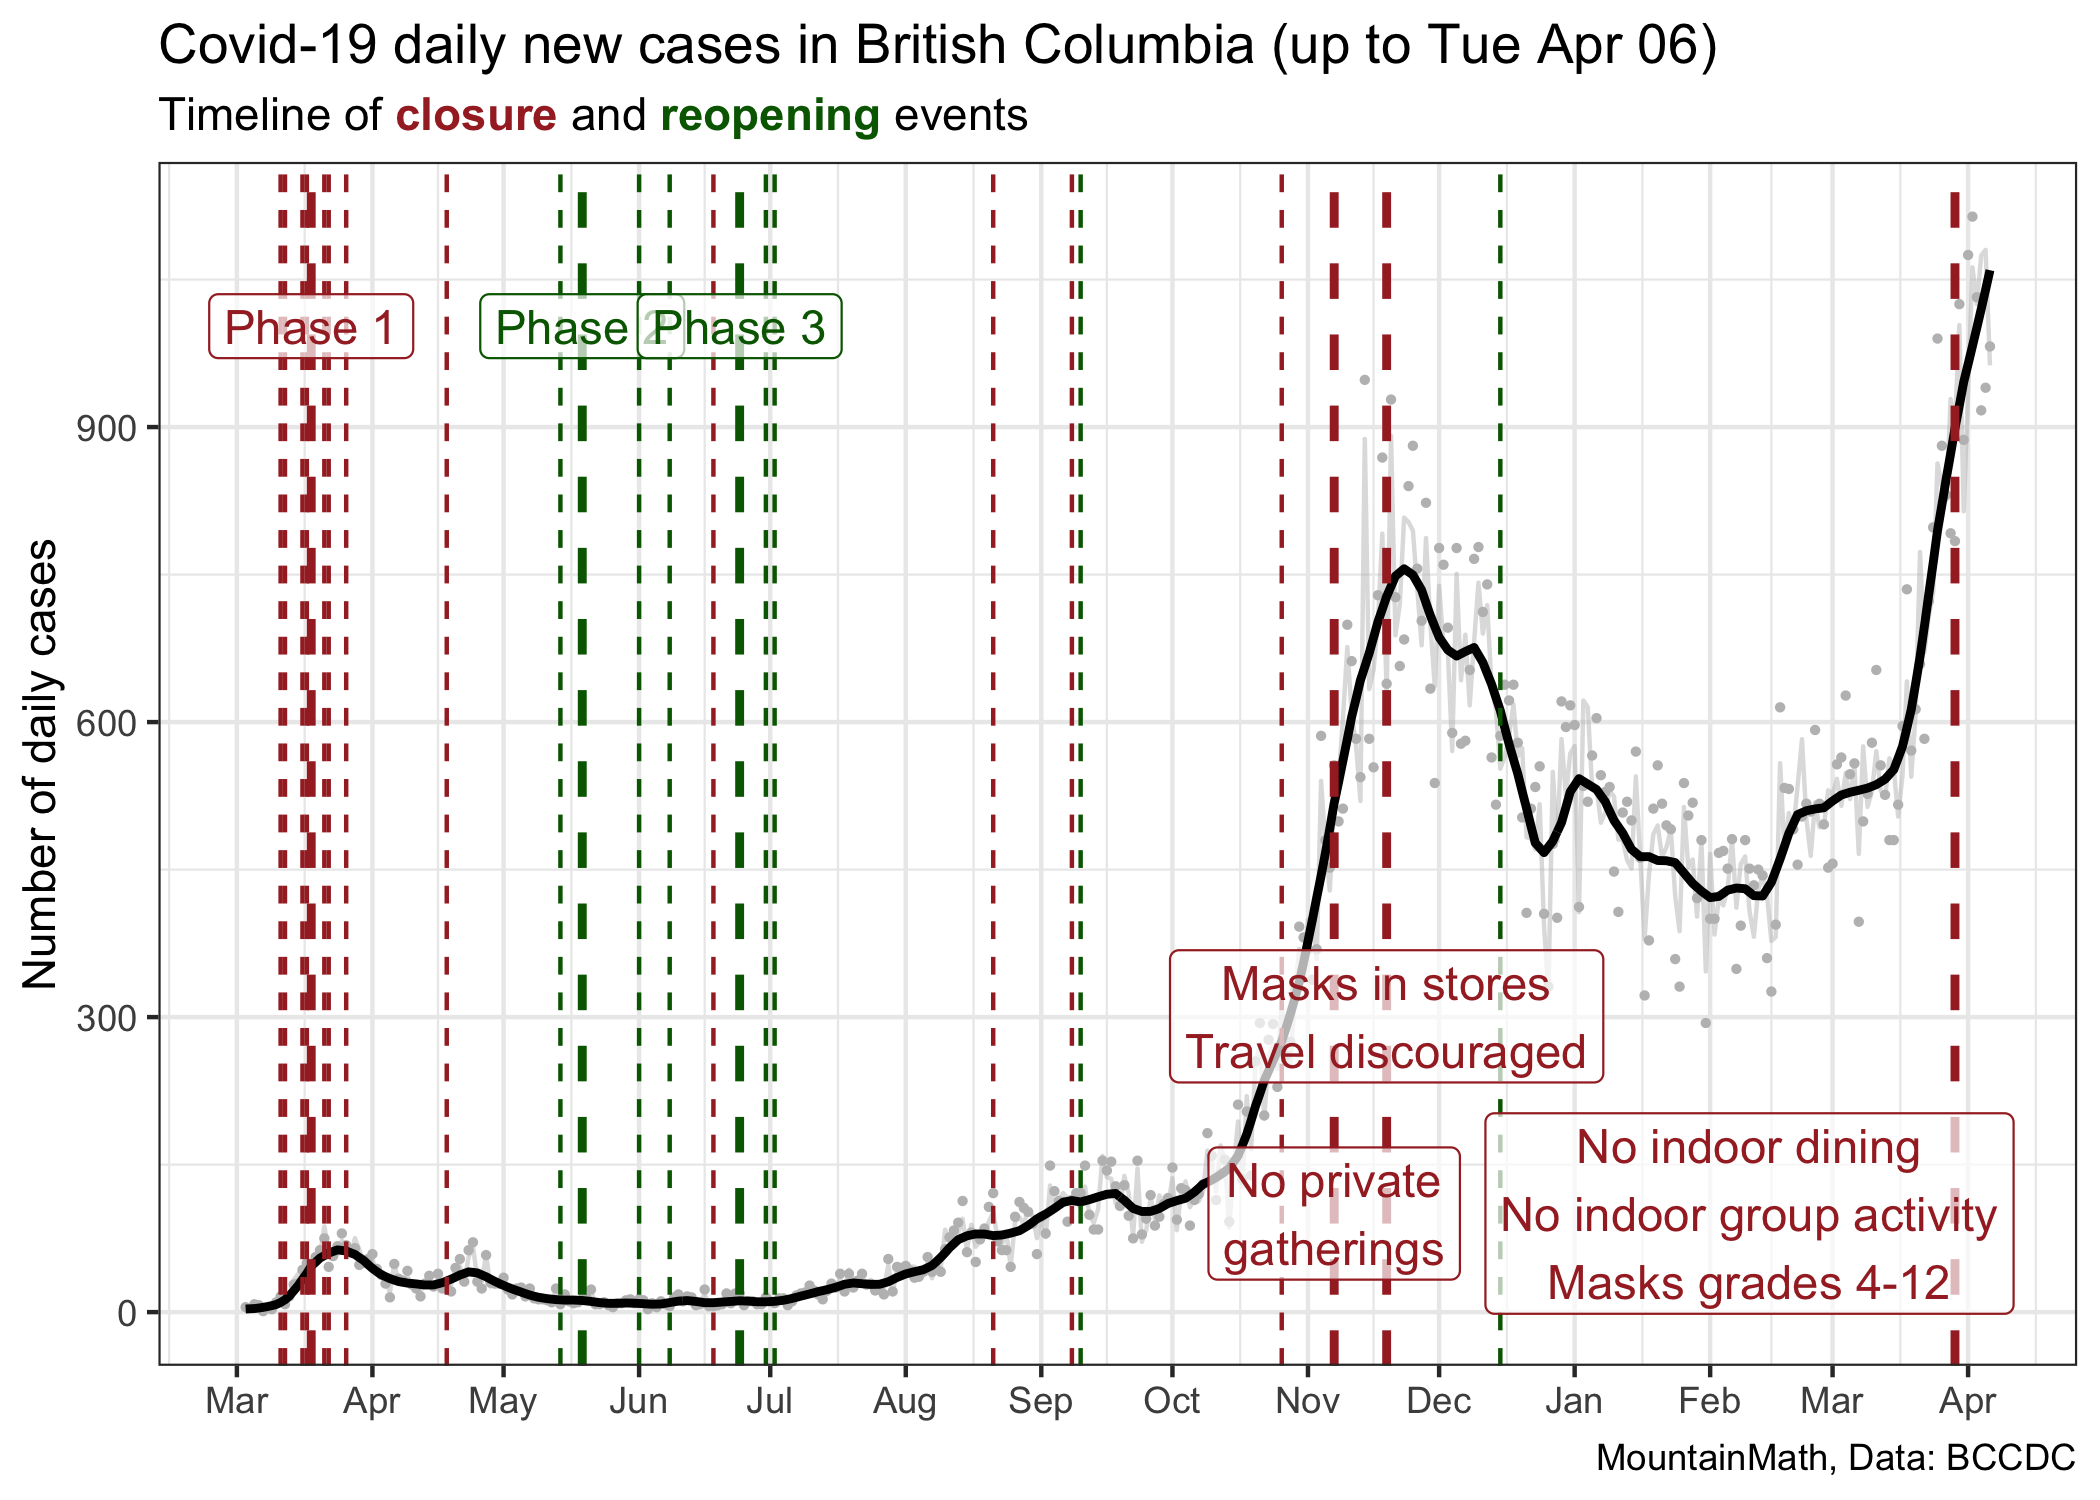 Covid-19 daily new cases in British Columbia (up to Tue Apr 06)
Timeline of closure and reopening events
Number of daily cases
900
600
300
0
Phase 1
Phase 2
Phase 3
Masks in stores
Travel discouraged
No private
gatherings
No indoor dining
No indoor group activity
Masks grades 4-12
Mar Apr May Jun Jul Aug Sep Oct Nov Dec Jan Feb Mar Apr
MountainMath, Data: BCCDC